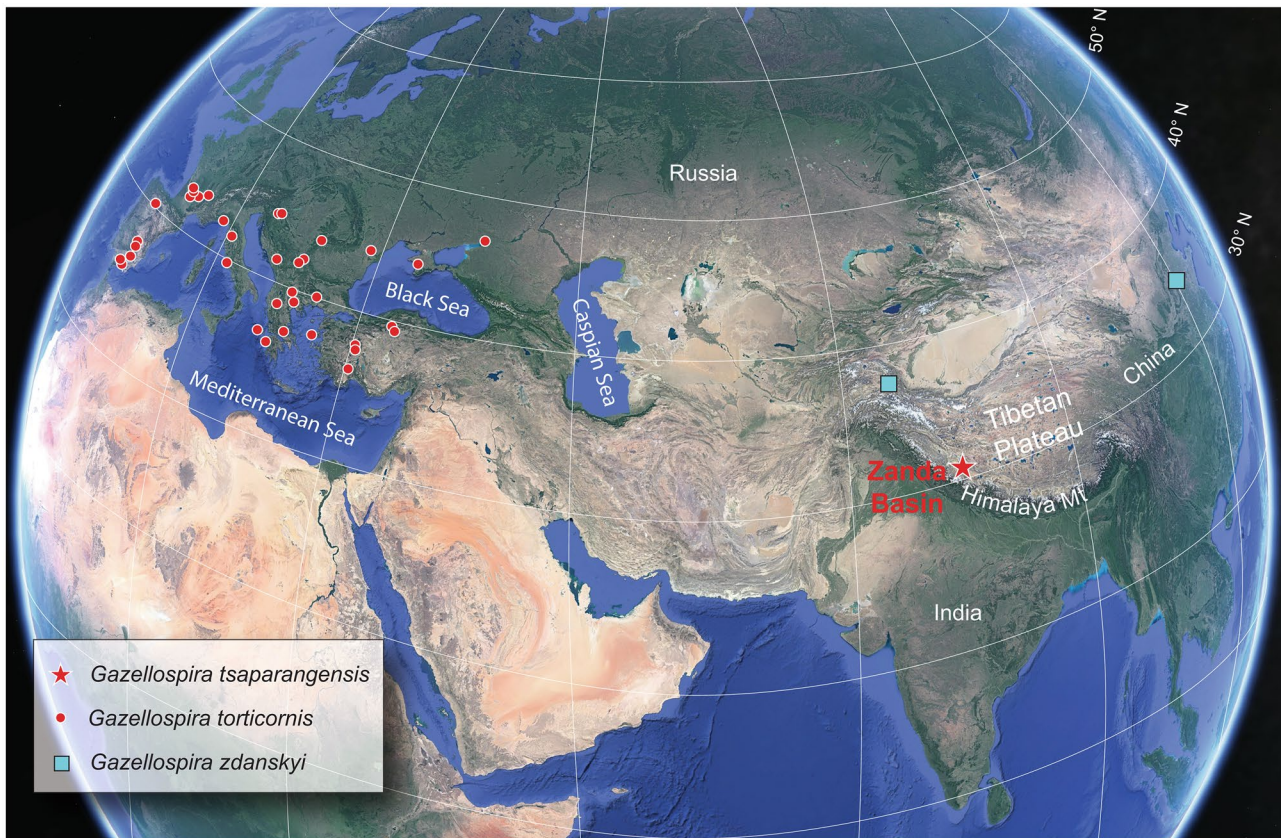 50° N
40° N
30° N
Russia
Black Sea
Caspian Sea
Mediterranean Sea
China
Tibetan
Plateau
Zanda
Basin
Himalaya Mt
India
Gazellospira tsaparangensis
Gazellospira torticornis
Gazellospira zdanskyi